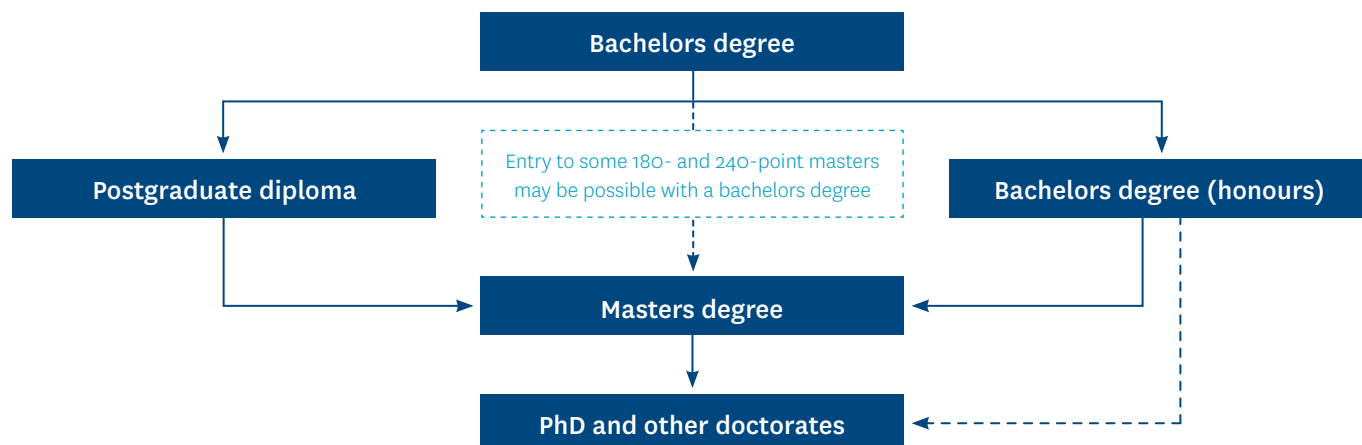 Bachelors degree
Entry to some 180- and 240-point masters
may be possible with a bachelors degree
Postgraduate diploma
Bachelors degree (honours)
Masters degree
PhD and other doctorates